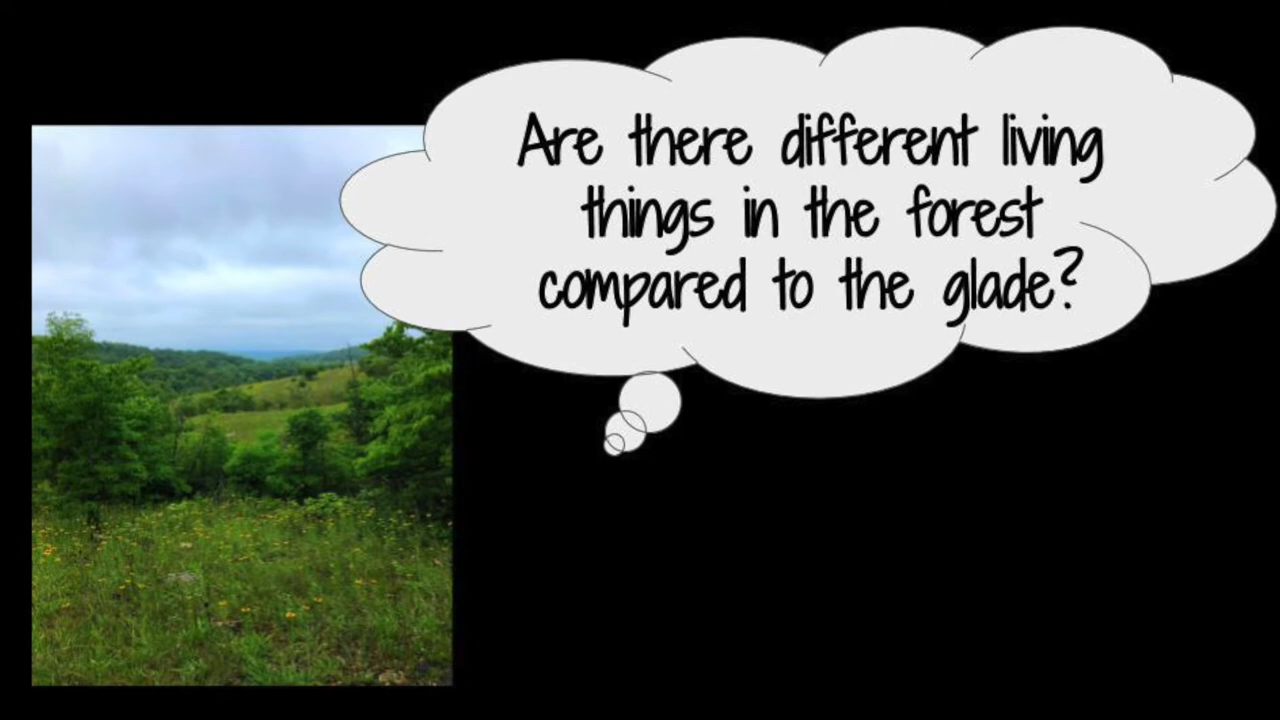 Are there different living
things in the forest
compared to the glade?